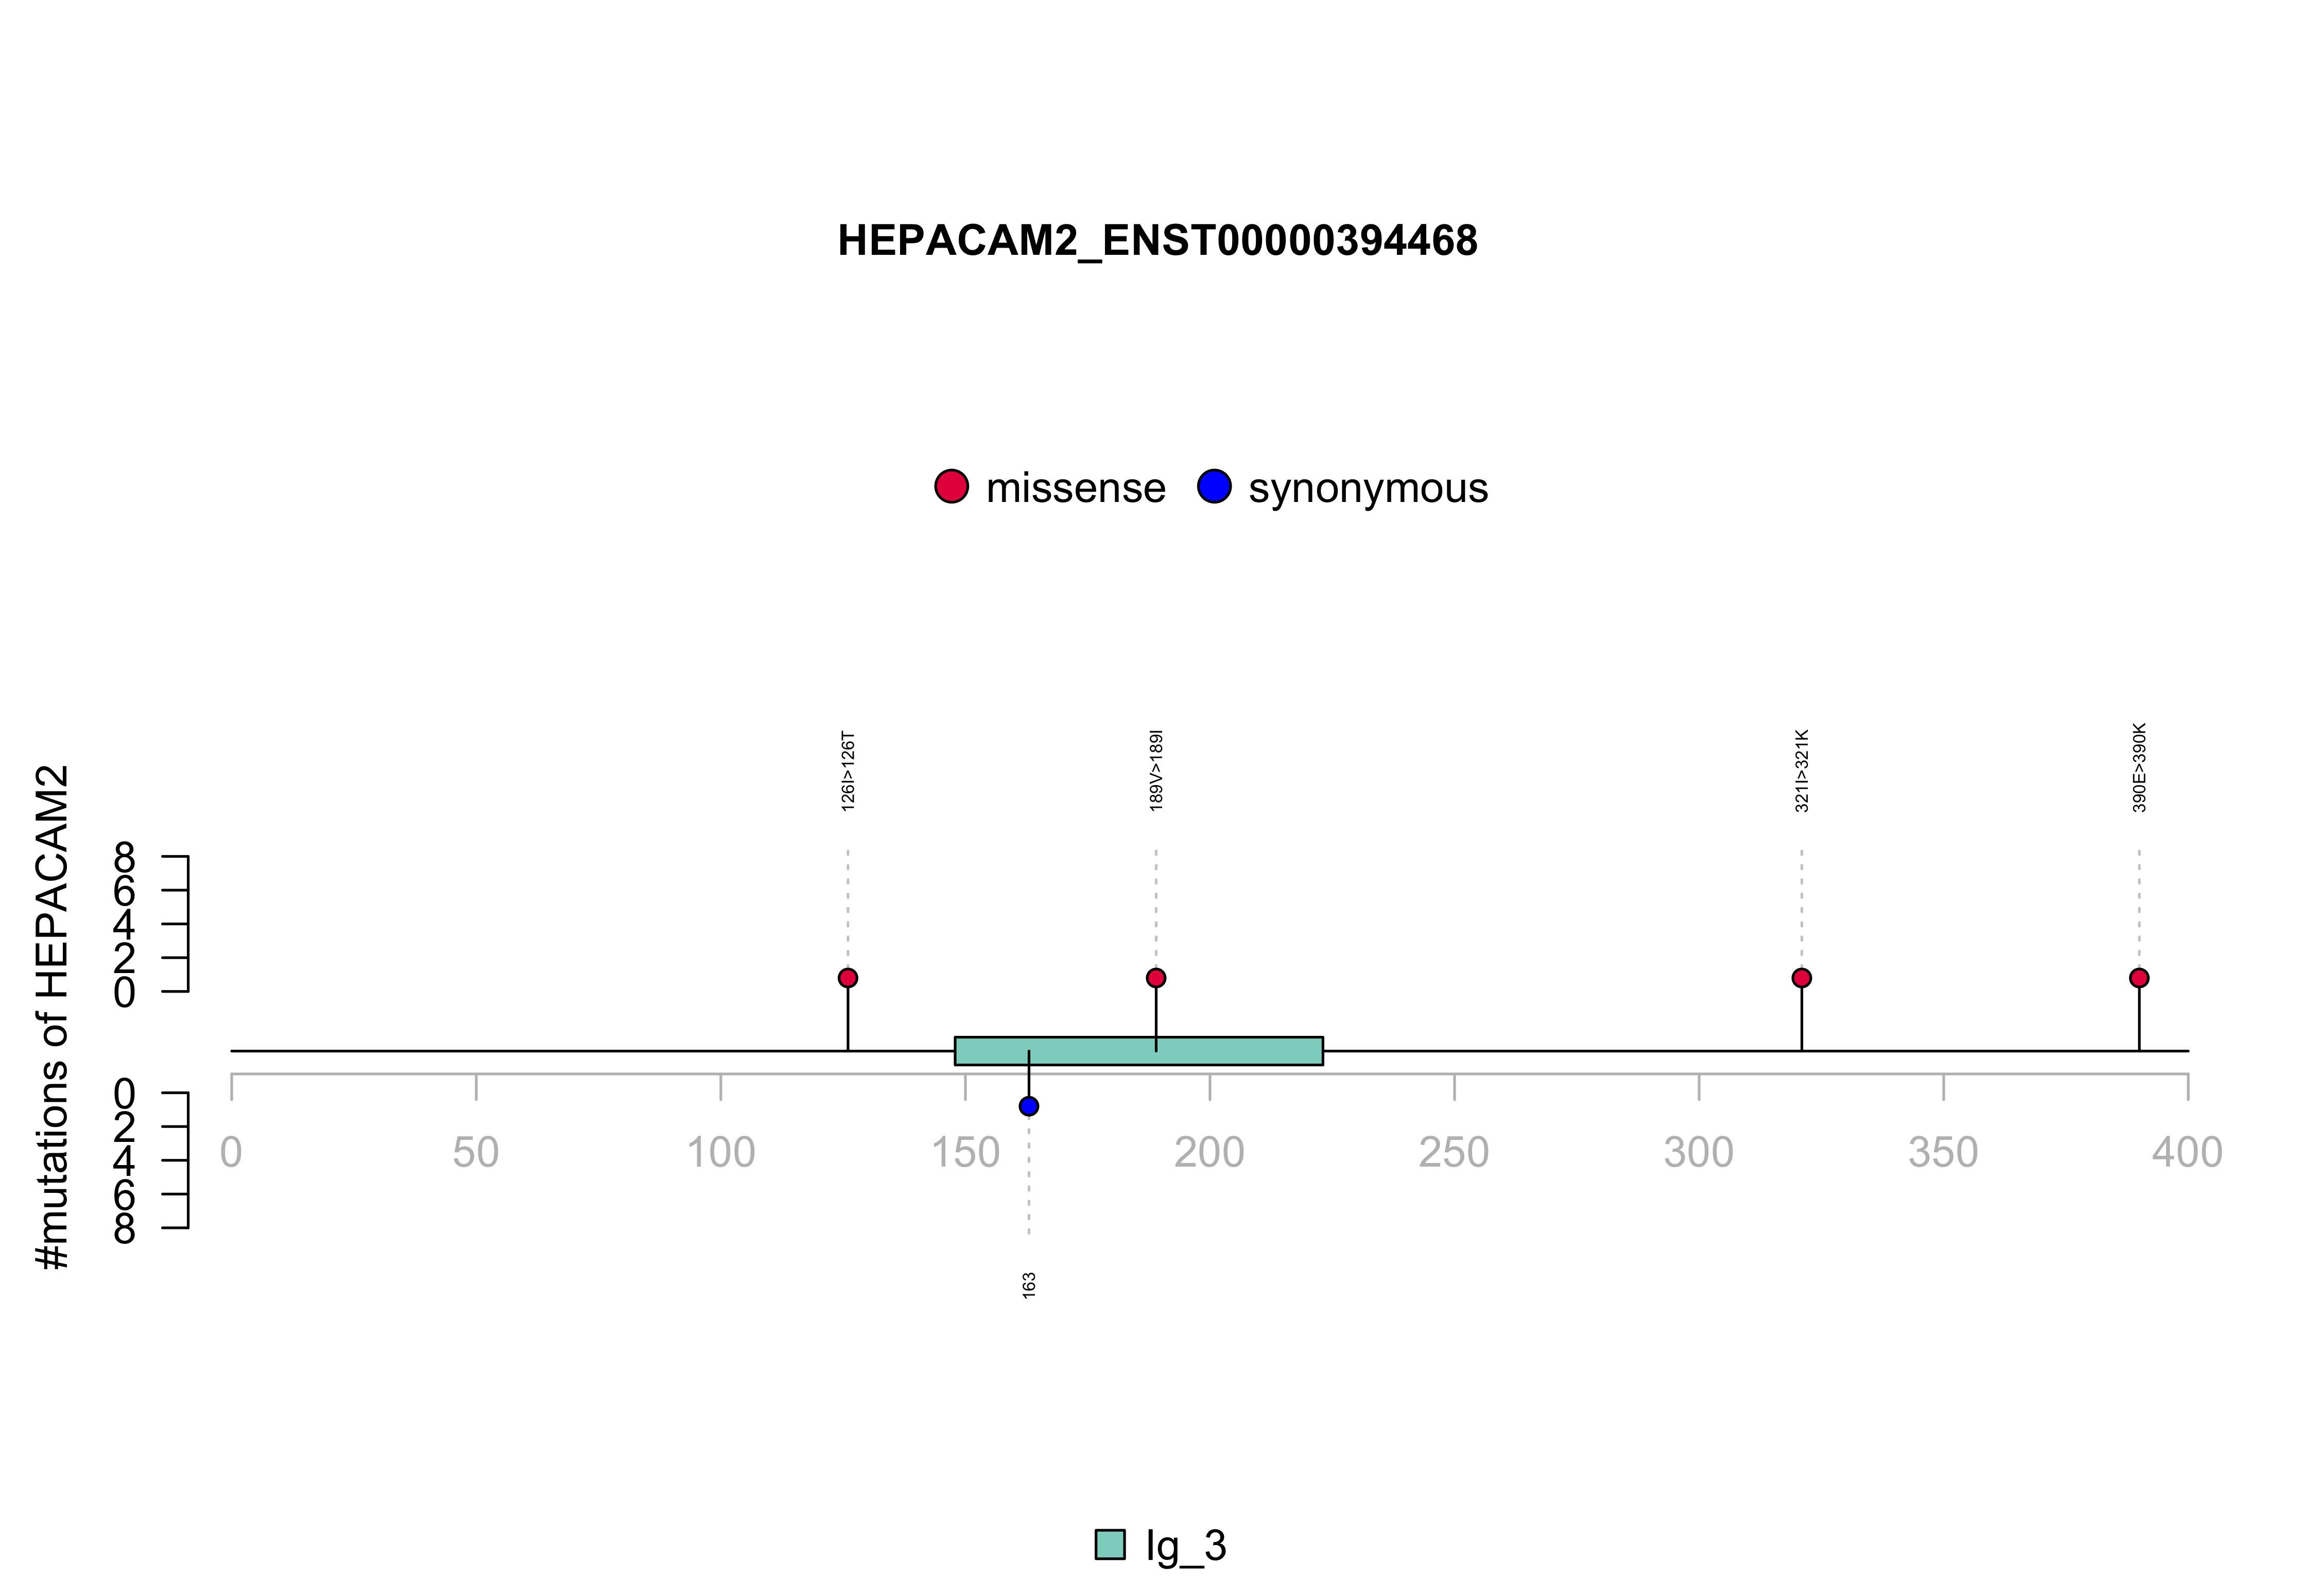 HEPACAM2_ENST00000394468
missense
synonymous
126I>126T
189V>189I
321I>321K
390E>390K
#mutations of HEPACAM2
8
6
4
2
0
0
2
4
6
8
0 50 100 150 200 250 300 350 400
163
Ig_3